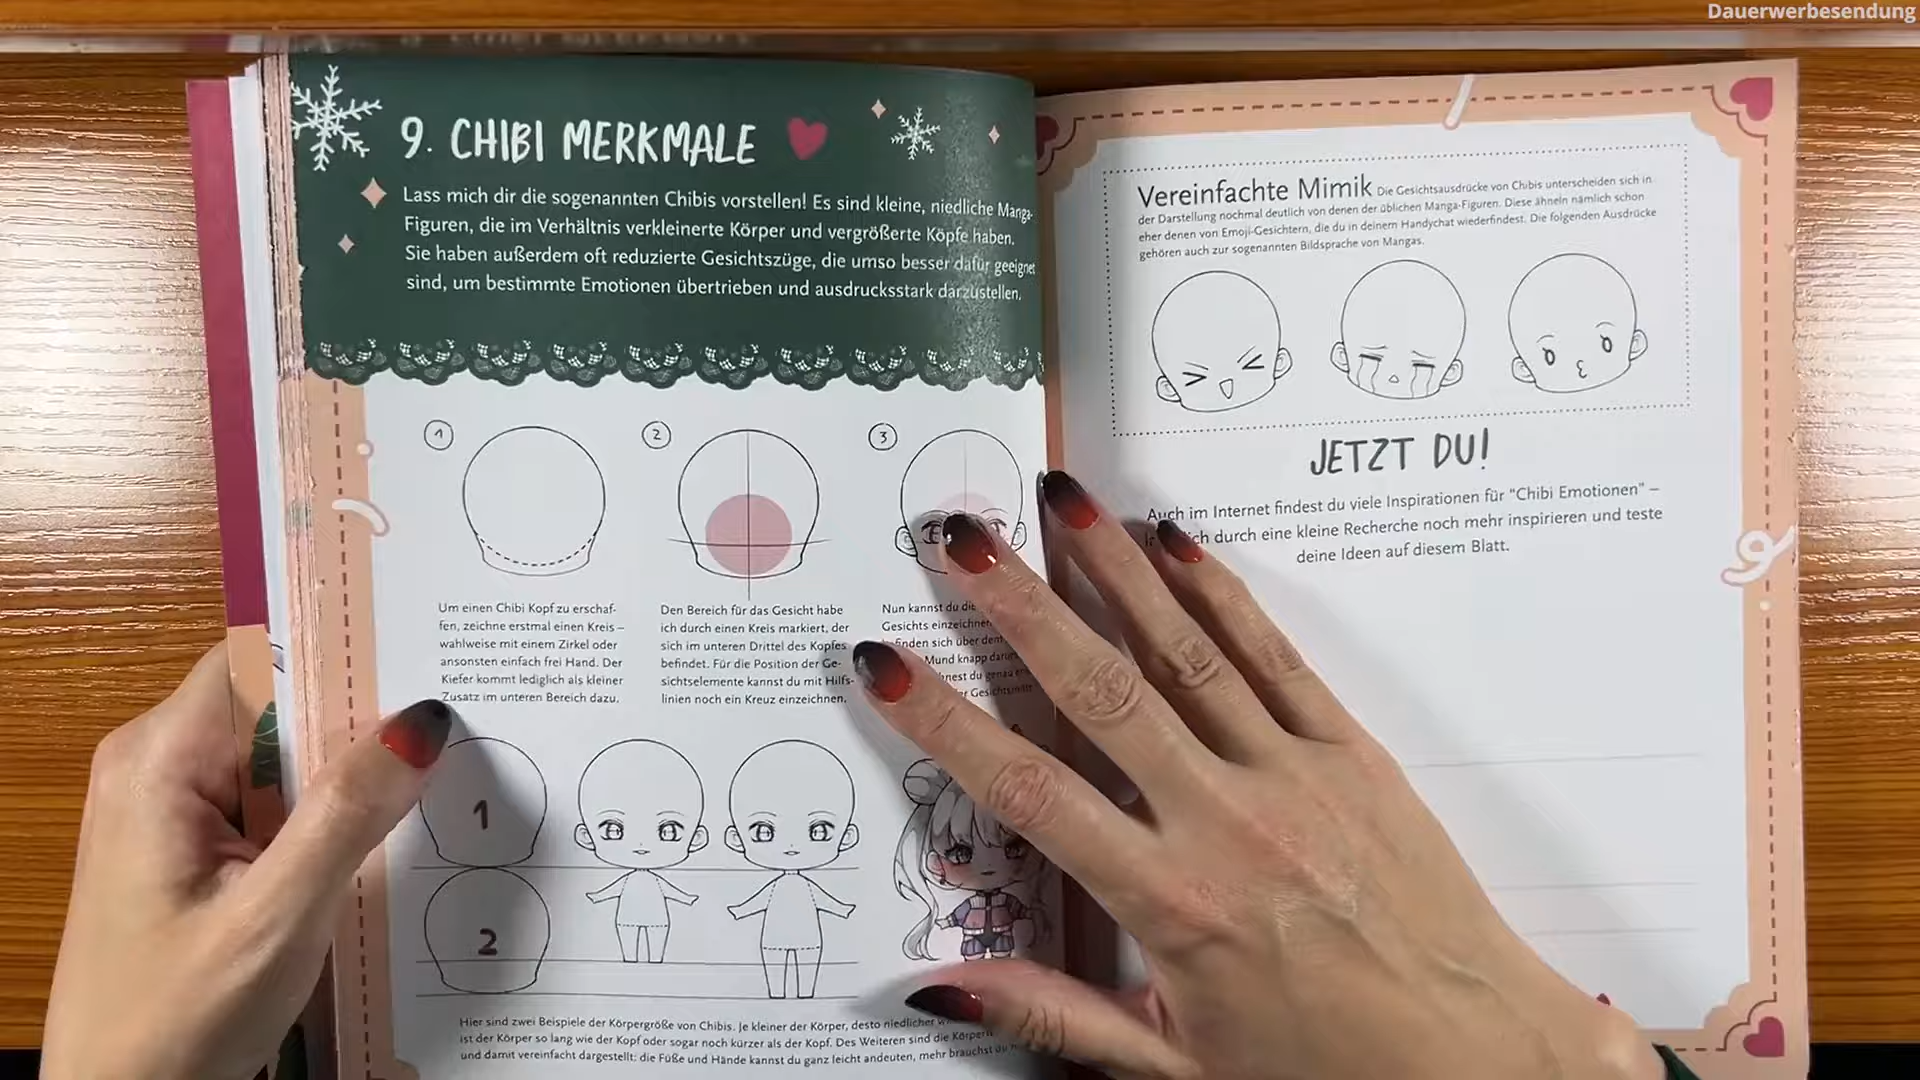 Dauerwerbesendung
9. CHIBI MERKMALE
Lass mich dir die sogenannten Chibis vorstellen! Es sind kleine, niedliche Manga-
Figuren, die im Verhältnis verkleinerte Körper und vergrößerte Köpfe haben.
Sie haben außerdem oft reduzierte Gesichtszüge, die umso besser dafür geeignet
sind, um bestimmte Emotionen übertrieben und ausdrucksstark darzustellen.
1
Um einen Chibi Kopf zu erschaf-
fen, zeichne erstmal einen Kreis –
wahlweise mit einem Zirkel oder
ansonsten einfach frei Hand. Der
Kiefer kommt lediglich als kleiner
Zusatz im unteren Bereich dazu.
2
Den Bereich für das Gesicht habe
ich durch einen Kreis markiert, der
sich im unteren Drittel des Kopfes
befindet. Für die Position der Ge-
sichtselemente kannst du mit Hilfs-
linien noch ein Kreuz einzeichnen.
3
Nun kannst du die
Gesichts einzeichnen
finden sich über dem
Mund knapp
genau
Gesichtsmitt
1
2
Hier sind zwei Beispiele der Körpergröße von Chibis. Je kleiner der Körper, desto niedlicher
ist der Körper so lang wie der Kopf oder sogar noch kürzer als der Kopf. Des Weiteren sind die
und damit vereinfacht dargestellt: die Füße und Hände kannst du ganz leicht andeuten, mehr brauchst du
Vereinfachte Mimik Die Gesichtsausdrücke von Chibis unterscheiden sich in
der Darstellung nochmal deutlich von denen der üblichen Manga-Figuren. Diese ähneln nämlich schon
eher denen von Emoji-Gesichtern, die du in deinem Handychat wiederfindest. Die folgenden Ausdrücke
gehören auch zur sogenannten Bildsprache von Mangas.
JETZT DU!
Auch im Internet findest du viele Inspirationen für "Chibi Emotionen" –
durch eine kleine Recherche noch mehr inspirieren und teste
deine Ideen auf diesem Blatt.